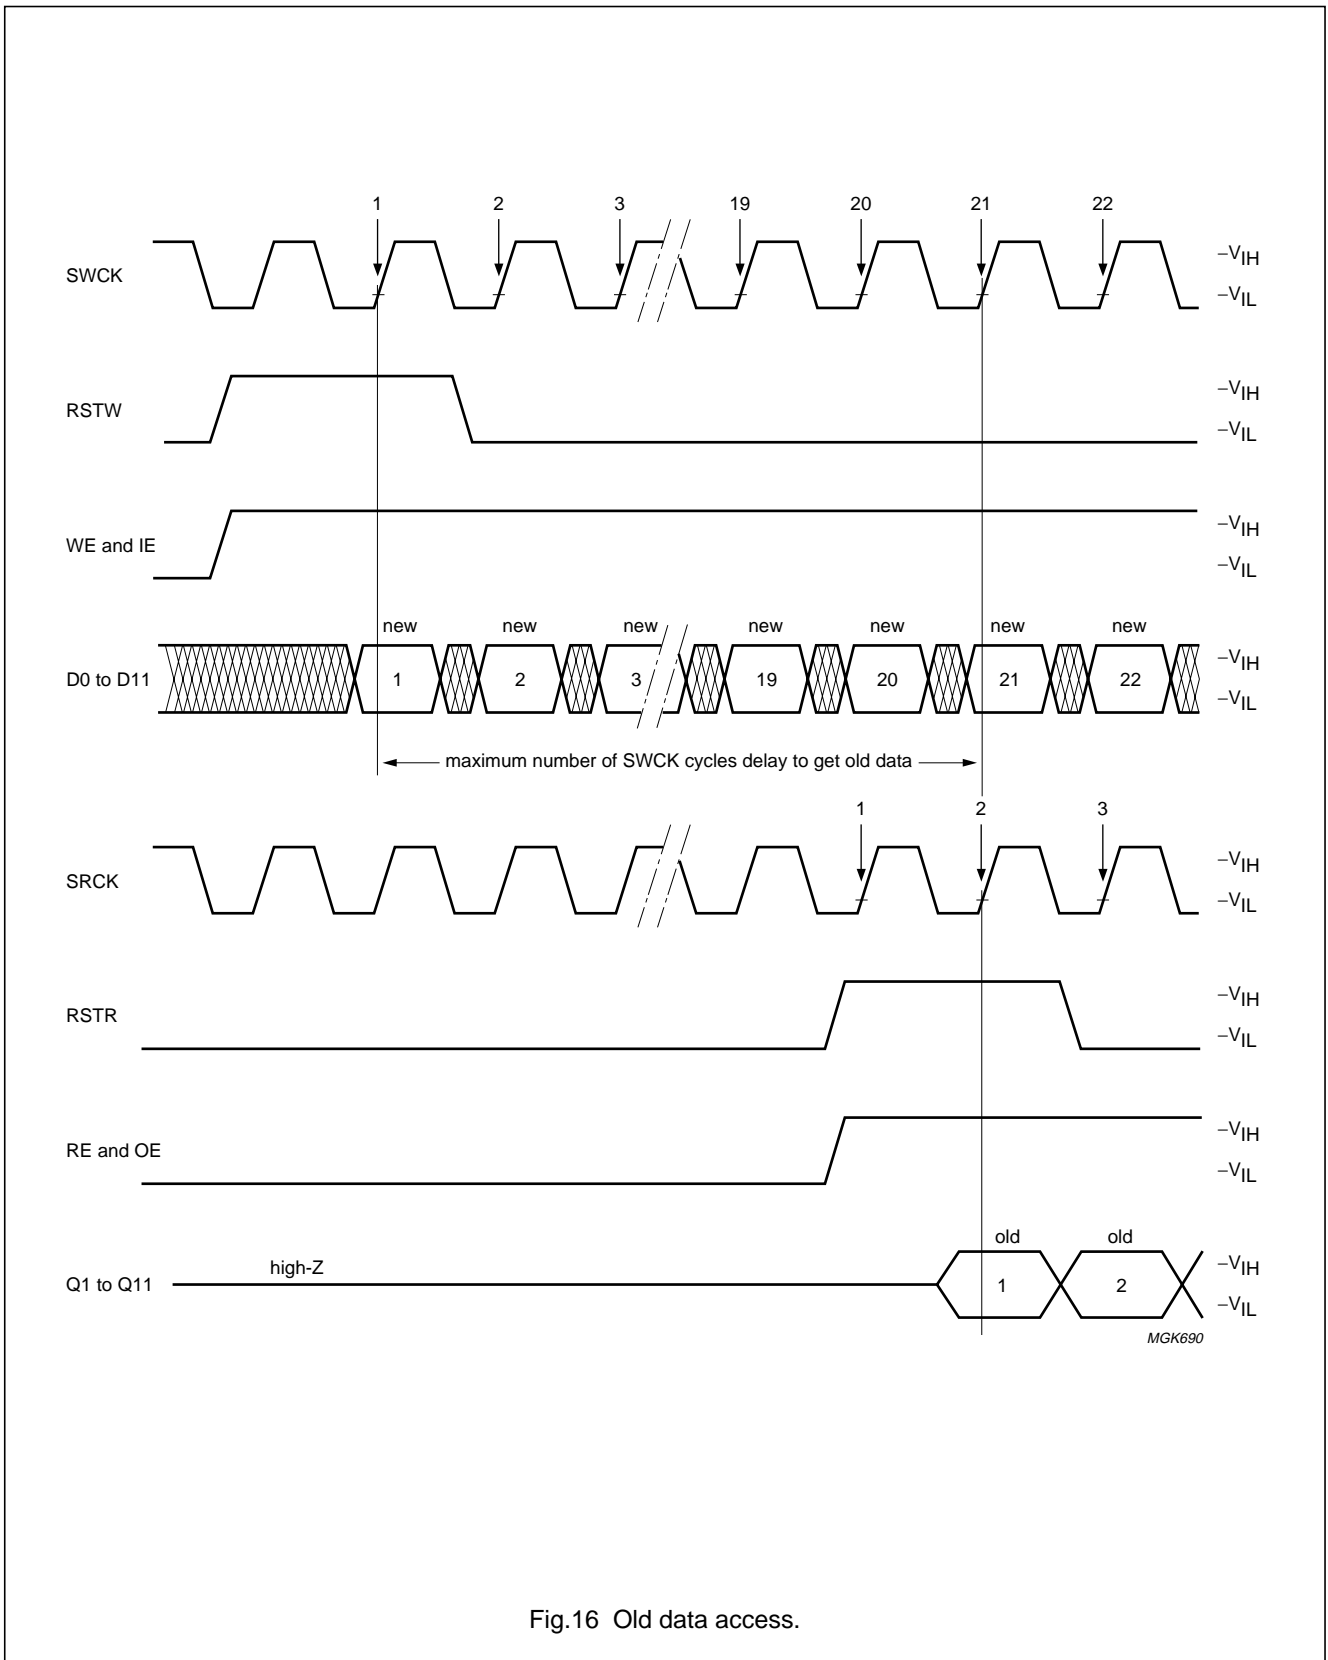 1 2 3 19 20 21 22
SWCK
–VIH
–VIL
RSTW
–VIH
–VIL
WE and IE
–VIH
–VIL
new new new new new new new
D0 to D11
1 2 3 19 20 21 22
–VIH
–VIL
maximum number of SWCK cycles delay to get old data
1 2 3
SRCK
–VIH
–VIL
RSTR
–VIH
–VIL
RE and OE
–VIH
–VIL
old old
Q1 to Q11
high-Z
1 2
–VIH
–VIL
MGK690
Fig.16 Old data access.